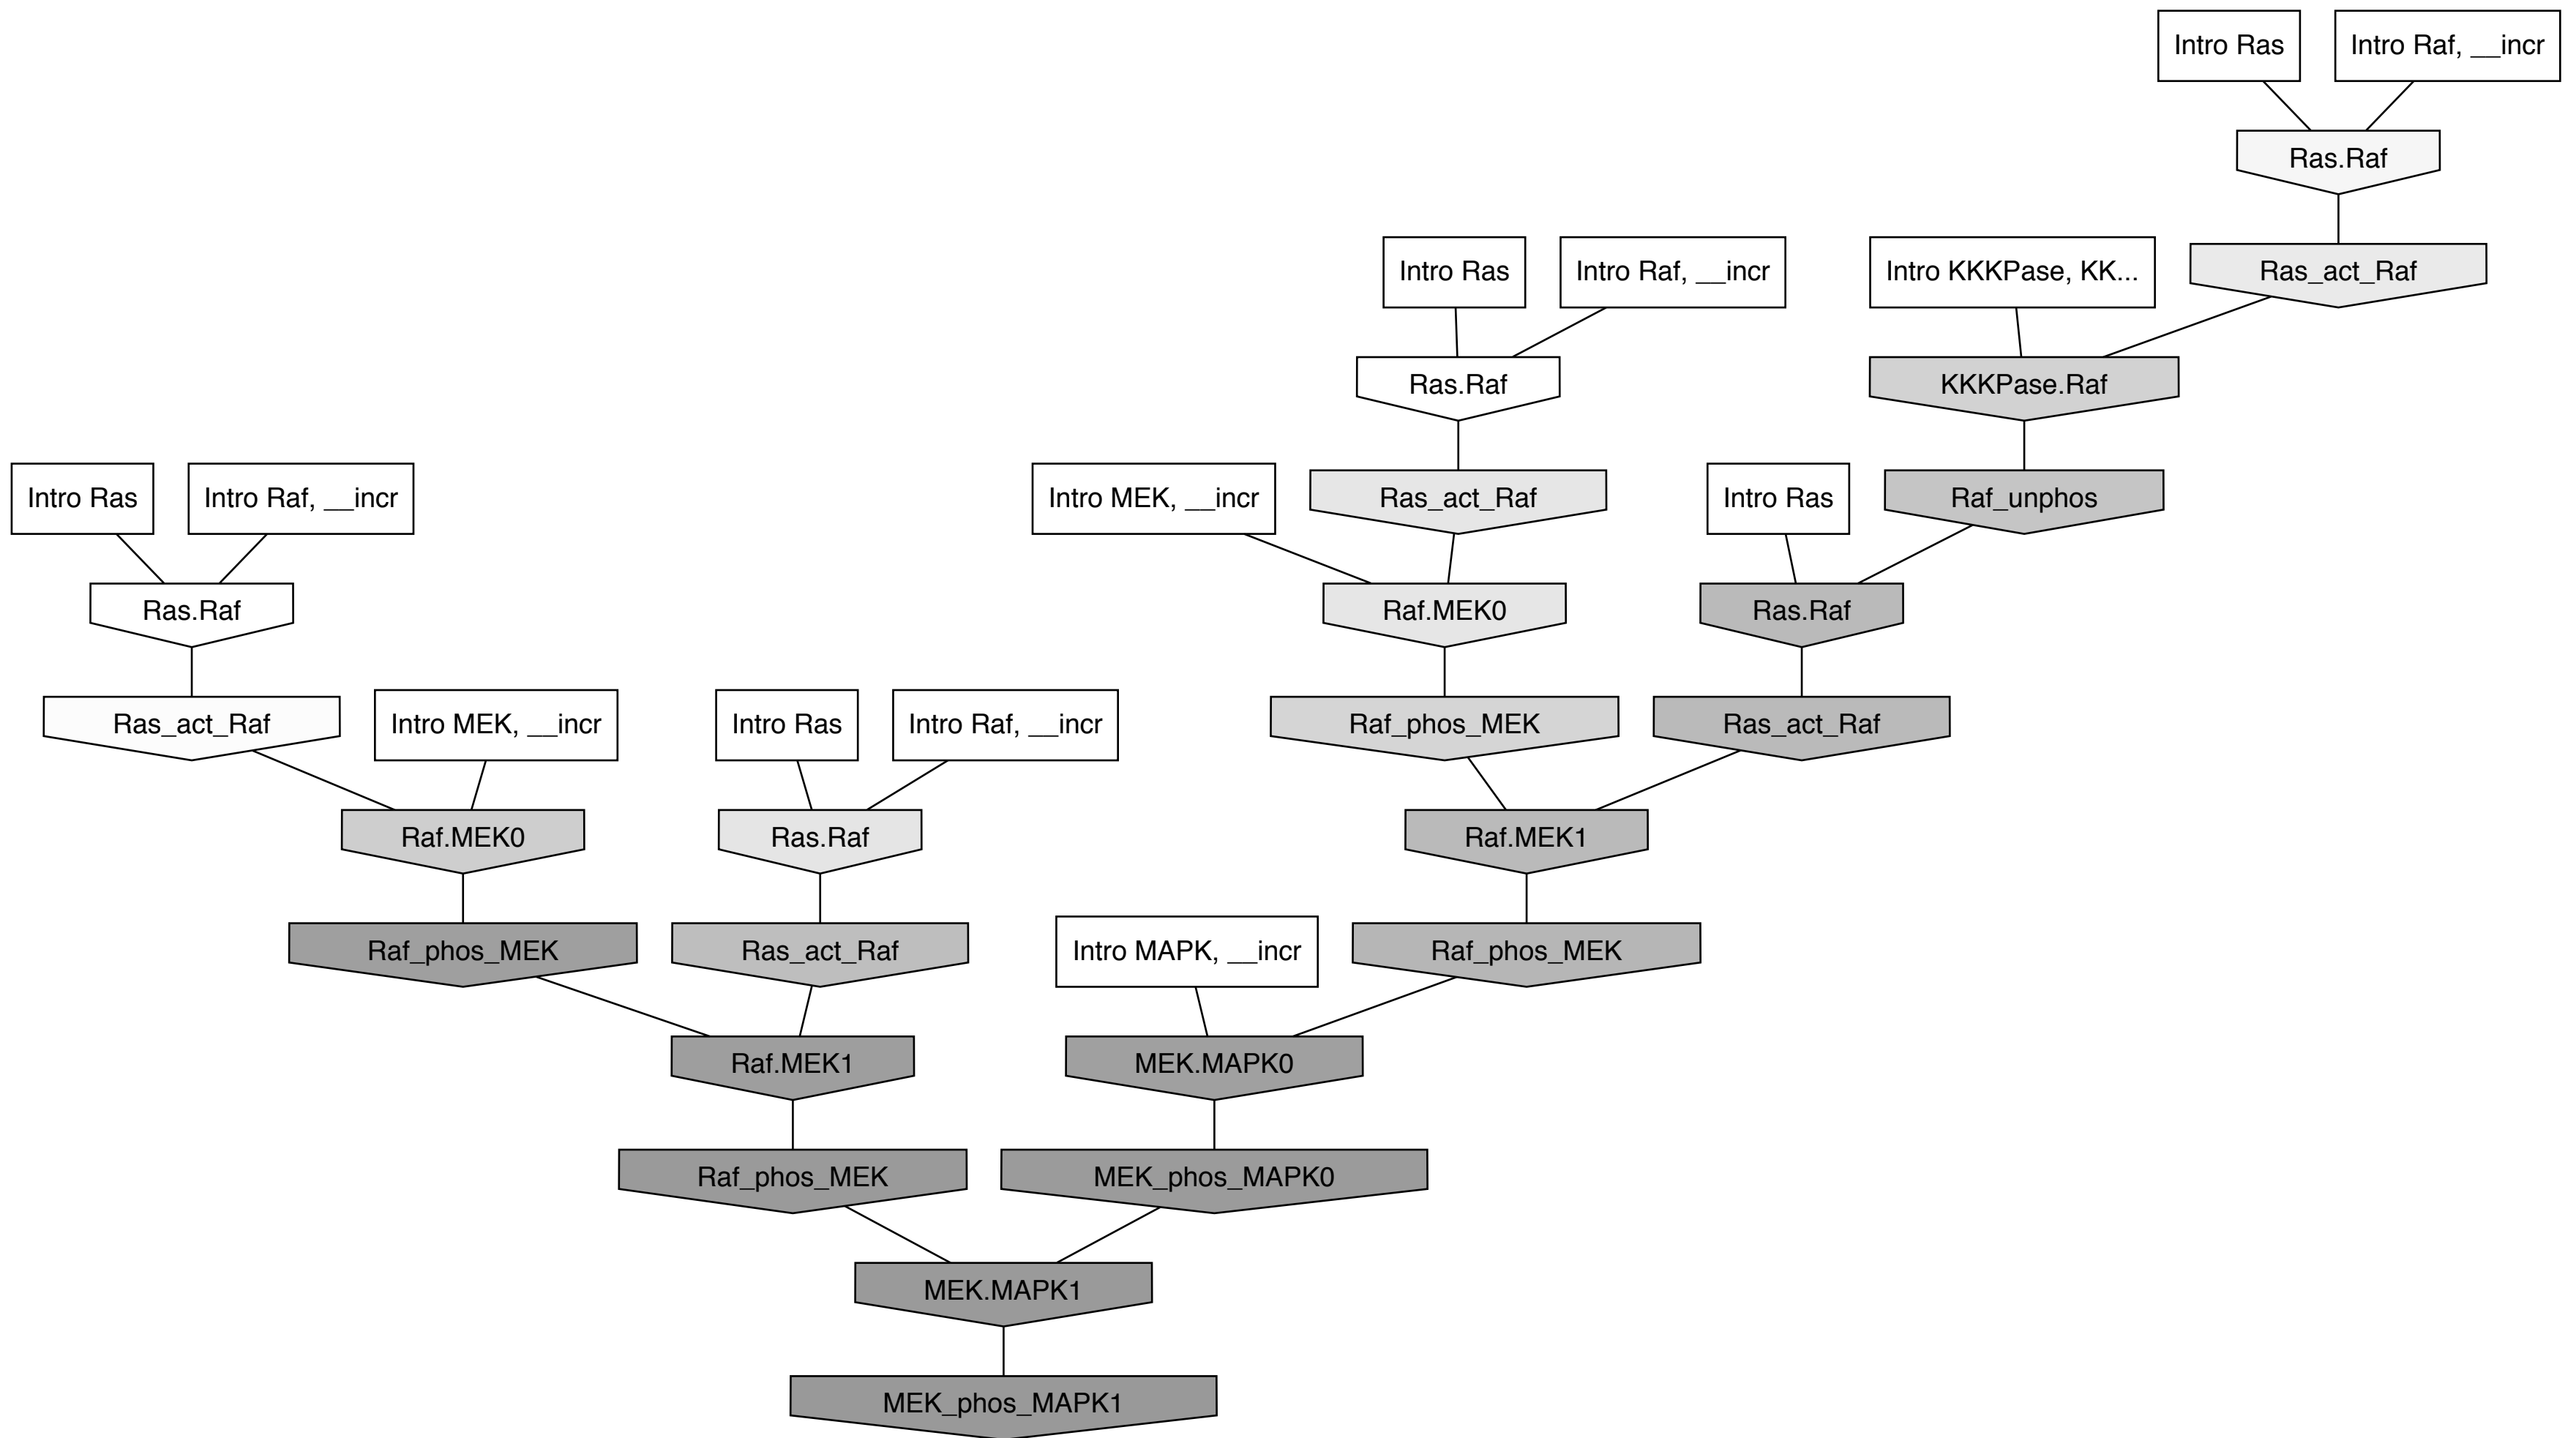 Intro Ras
Intro Raf, __incr
Ras.Raf
Intro Ras
Intro Raf, __incr
Intro KKKPase, KK...
Ras_act_Raf
Ras.Raf
KKKPase.Raf
Intro Ras
Intro Raf, __incr
Intro MEK, __incr
Ras_act_Raf
Intro Ras
Raf_unphos
Ras.Raf
Raf.MEK0
Ras.Raf
Ras_act_Raf
Intro MEK, __incr
Intro Ras
Intro Raf, __incr
Raf_phos_MEK
Ras_act_Raf
Raf.MEK0
Ras.Raf
Raf.MEK1
Raf_phos_MEK
Ras_act_Raf
Intro MAPK, __incr
Raf_phos_MEK
Raf.MEK1
MEK.MAPK0
Raf_phos_MEK
MEK_phos_MAPK0
MEK.MAPK1
MEK_phos_MAPK1